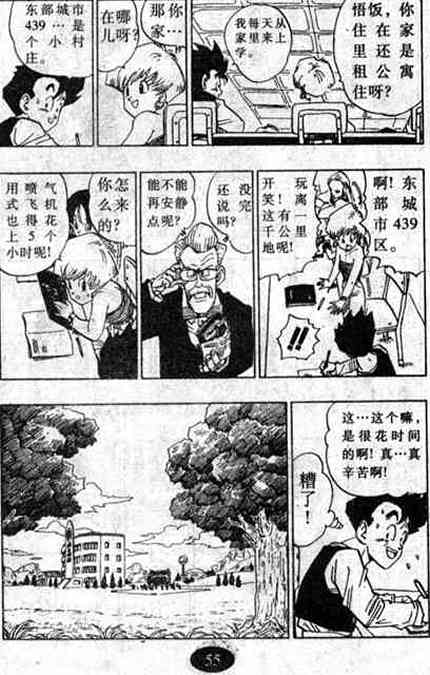 悟饭,你
住在家
里还是
租公寓
住呀?
我每天从
家里来上
学。
那你
家…
在哪
儿呀?
东部城市
439…是
个小村
庄。
啊!东
部城
市439
区。
开玩
笑!离
这有一
千公里
地呢!
!!
还没
说完
吗?
能不能
再安静
点呢?
你怎
么来
的?
用喷气
式飞机
也得花
上5个
小时呢!
这…这个嘛,
是很花时间
的啊!真…真
辛苦啊!
糟了!
55